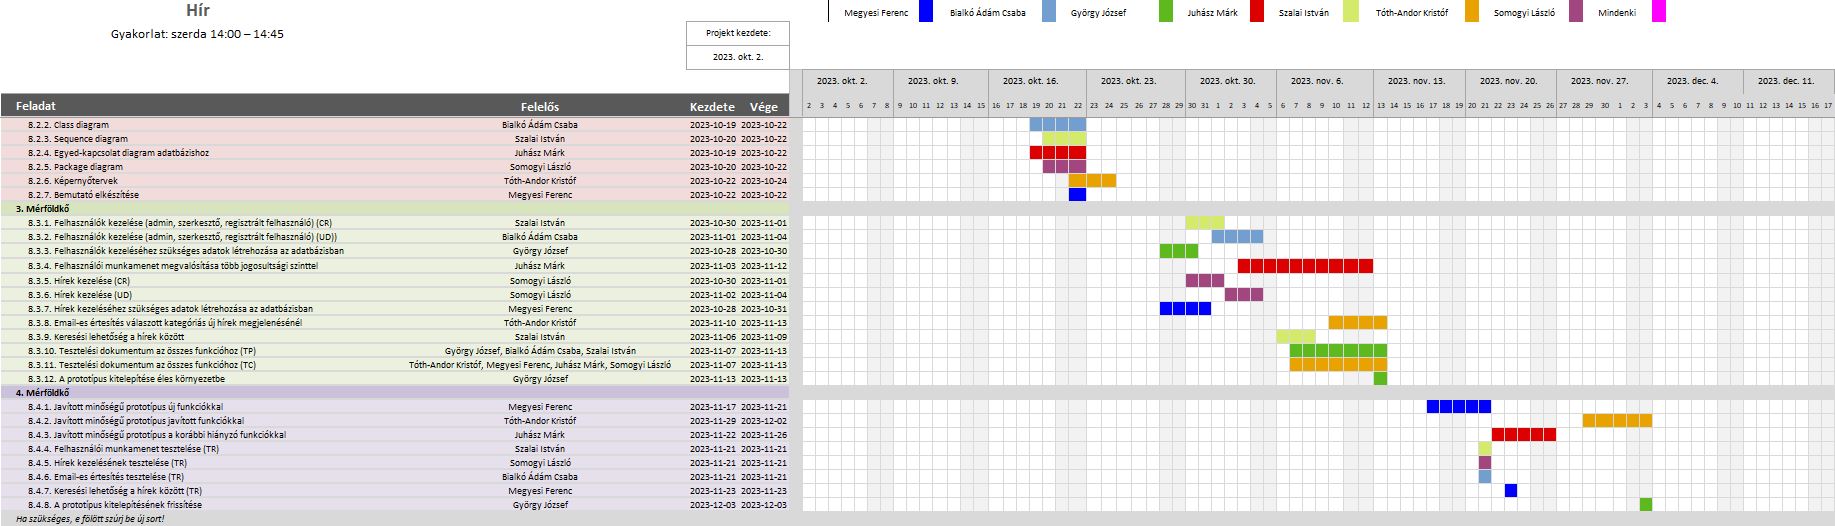 Hír
Gyakorlat: szerda 14:00 – 14:45
Megyesi Ferenc Bialkó Ádám Csaba György József Juhász Márk Szalai István Tóth-Andor Kristóf Somogyi László Mindenki
Projekt kezdete:
2023. okt. 2.
2023. okt. 2. 2023. okt. 9. 2023. okt. 16. 2023. okt. 23. 2023. okt. 30. 2023. nov. 6. 2023. nov. 13. 2023. nov. 20. 2023. nov. 27. 2023. dec. 4. 2023. dec. 11.
Feladat Felelős Kezdete Vége 2 3 4 5 6 7 8 9 10 11 12 13 14 15 16 17 18 19 20 21 22 23 24 25 26 27 28 29 30 31 1 2 3 4 5 6 7 8 9 10 11 12 13 14 15 16 17 18 19 20 21 22 23 24 25 26 27 28 29 30 1 2 3 4 5 6 7 8 9 10 11 12 13 14 15 16 17
8.2.2. Class diagram Bialkó Ádám Csaba 2023-10-19 2023-10-22
8.2.3. Sequence diagram Szalai István 2023-10-20 2023-10-22
8.2.4. Egyed-kapcsolat diagram adatbázishoz Juhász Márk 2023-10-19 2023-10-22
8.2.5. Package diagram Somogyi László 2023-10-20 2023-10-22
8.2.6. Képernyőtervek Tóth-Andor Kristóf 2023-10-22 2023-10-24
8.2.7. Bemutató elkészítése Megyesi Ferenc 2023-10-22 2023-10-22
3. Mérföldkő
8.3.1. Felhasználók kezelése (admin, szerkesztő, regisztrált felhasználó) (CR) Szalai István 2023-10-30 2023-11-01
8.3.2. Felhasználók kezelése (admin, szerkesztő, regisztrált felhasználó) (UD)) Bialkó Ádám Csaba 2023-11-01 2023-11-04
8.3.3. Felhasználók kezeléséhez szükséges adatok létrehozása az adatbázisban György József 2023-10-28 2023-10-30
8.3.4. Felhasználói munkamenet megvalósítása több jogosultsági szinttel Juhász Márk 2023-11-03 2023-11-12
8.3.5. Hírek kezelése (CR) Somogyi László 2023-10-30 2023-11-01
8.3.6. Hírek kezelése (UD) Somogyi László 2023-11-02 2023-11-04
8.3.7. Hírek kezeléséhez szükséges adatok létrehozása az adatbázisban Megyesi Ferenc 2023-10-28 2023-10-31
8.3.8. Email-es értesítés választott kategóriás új hírek megjelenésénél Tóth-Andor Kristóf 2023-11-10 2023-11-13
8.3.9. Keresési lehetőség a hírek között Szalai István 2023-11-06 2023-11-09
8.3.10. Tesztelési dokumentum az összes funkcióhoz (TP) György József, Bialkó Ádám Csaba, Szalai István 2023-11-07 2023-11-13
8.3.11. Tesztelési dokumentum az összes funkcióhoz (TC) Tóth-Andor Kristóf, Megyesi Ferenc, Juhász Márk, Somogyi László 2023-11-07 2023-11-13
8.3.12. A prototípus kitelepítése éles környezetbe György József 2023-11-13 2023-11-13
4. Mérföldkő
8.4.1. Javított minőségű prototípus új funkciókkal Megyesi Ferenc 2023-11-17 2023-11-21
8.4.2. Javított minőségű prototípus javított funkciókkal Tóth-Andor Kristóf 2023-11-29 2023-12-02
8.4.3. Javított minőségű prototípus a korábbi hiányzó funkciókkal Juhász Márk 2023-11-22 2023-11-26
8.4.4. Felhasználói munkamenet tesztelése (TR) Szalai István 2023-11-21 2023-11-21
8.4.5. Hírek kezelésének tesztelése (TR) Somogyi László 2023-11-21 2023-11-21
8.4.6. Email-es értesítés tesztelése (TR) Bialkó Ádám Csaba 2023-11-21 2023-11-21
8.4.7. Keresési lehetőség a hírek között (TR) Megyesi Ferenc 2023-11-23 2023-11-23
8.4.8. A prototípus kitelepítésének frissítése György József 2023-12-03 2023-12-03
Ha szükséges, e fölött szúrj be új sort!